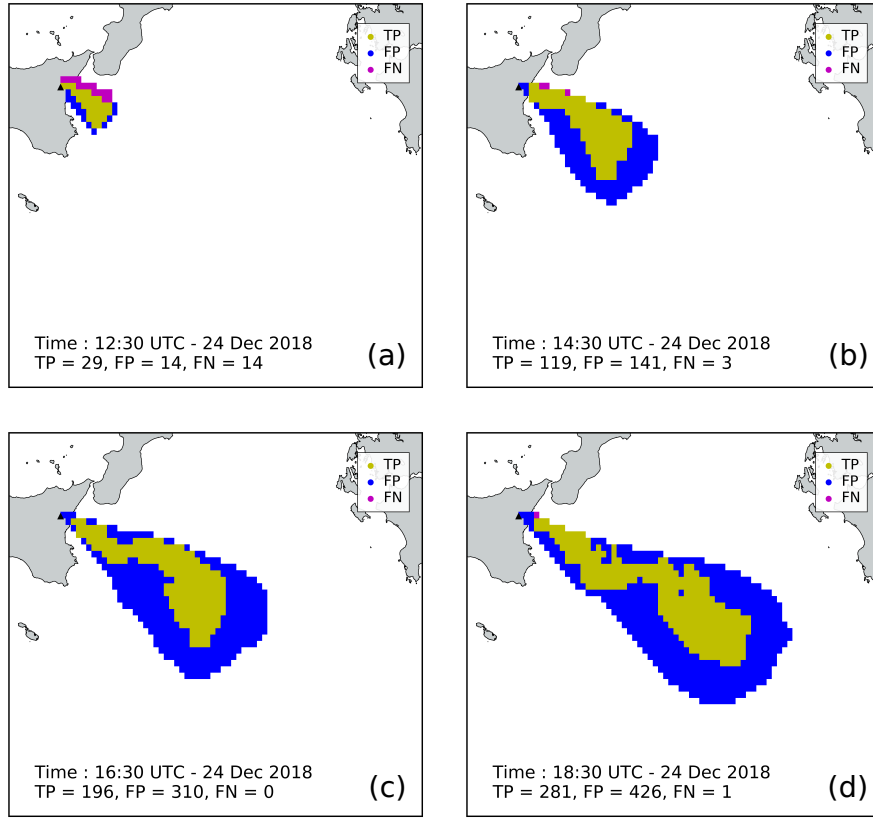 TP
FP
FN
Time : 12:30 UTC - 24 Dec 2018
TP = 29, FP = 14, FN = 14
(a)
TP
FP
FN
Time : 14:30 UTC - 24 Dec 2018
TP = 119, FP = 141, FN = 3
(b)
TP
FP
FN
Time : 16:30 UTC - 24 Dec 2018
TP = 196, FP = 310, FN = 0
(c)
TP
FP
FN
Time : 18:30 UTC - 24 Dec 2018
TP = 281, FP = 426, FN = 1
(d)